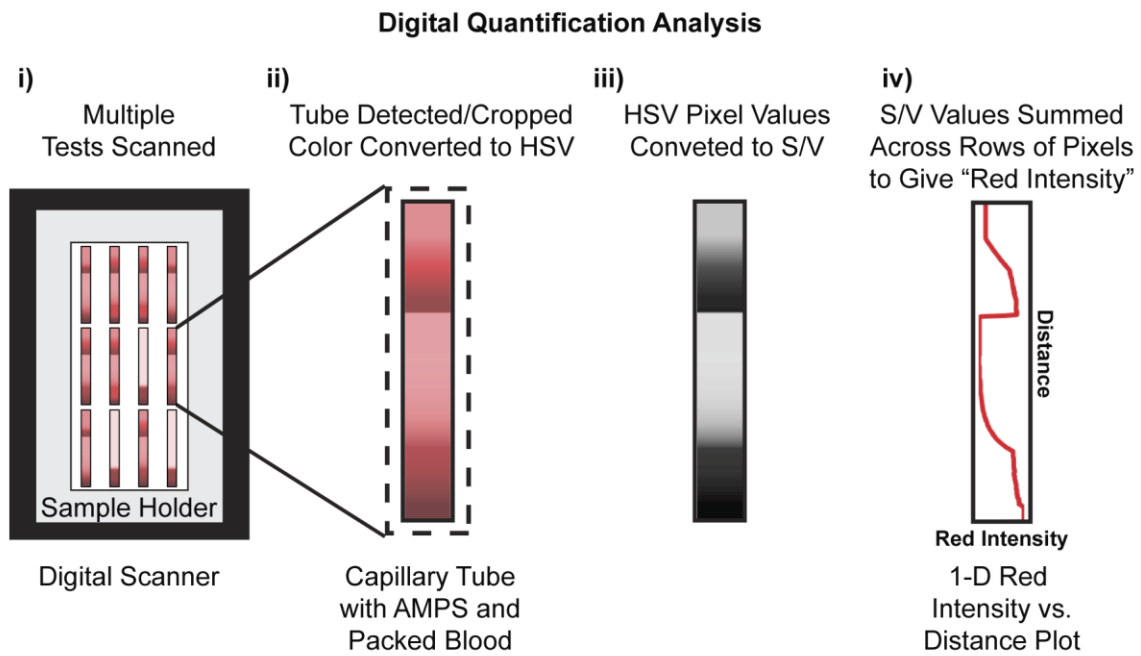 Digital Quantification Analysis
i)
Multiple
Tests Scanned
Sample Holder
Digital Scanner
ii)
Tube Detected/Cropped
Color Converted to HSV
Capillary Tube
with AMPS and
Packed Blood
iii)
HSV Pixel Values
Conveted to S/V
iv)
S/V Values Summed
Across Rows of Pixels
to Give “Red Intensity”
Distance
Red Intensity
1-D Red
Intensity vs.
Distance Plot